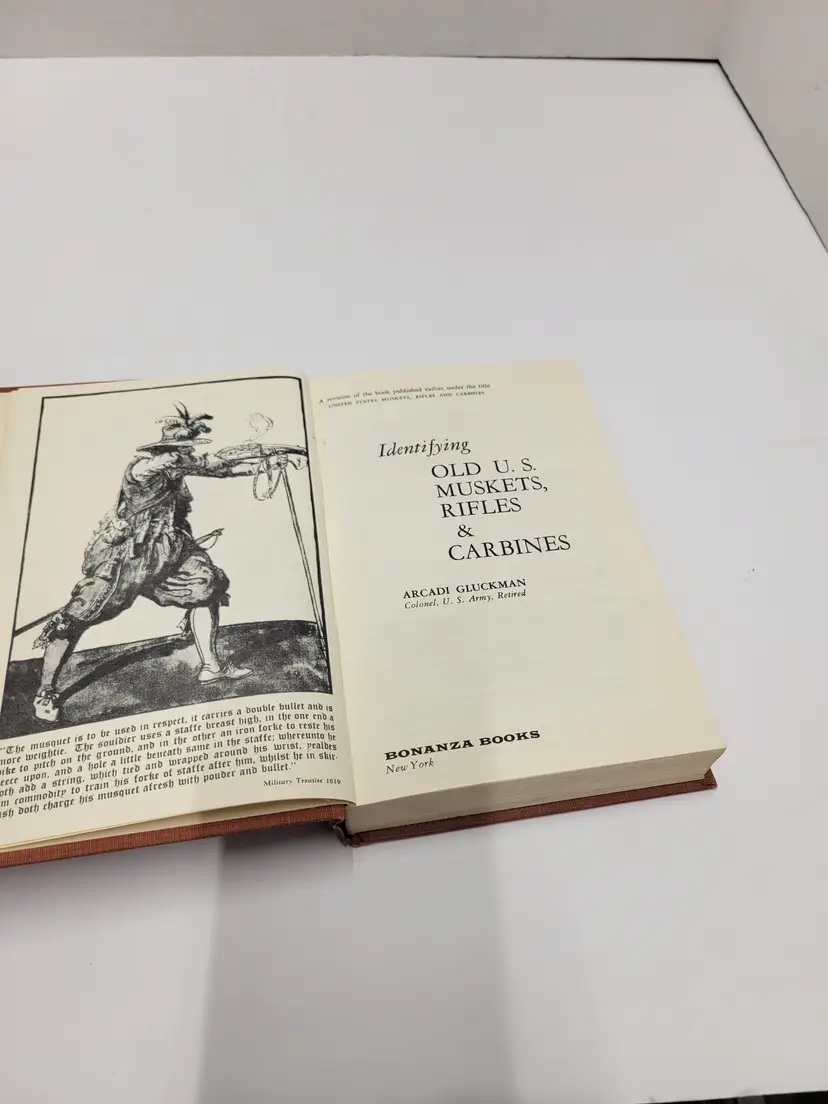 "The musquet is to be used in respect, it carries a double bullet and is
more weightie. The souldier uses a staffe breast high, in the one end a
pike to pitch on the ground, and in the other an iron forke to reste his
eece upon, and a hole a little beneath same in the staffe; whereunto he
oth add a string, which tied and wrapped around his wrist, yealdes
m commodity to train his forke of staffe after him, whilst he in skir-
ish doth charge his musquet afresh with pouder and bullet."
Military Treatise 1619
A revision of the book published earlier under the title
UNITED STATES MUSKETS, RIFLES AND CARBINES
Identifying
OLD U. S.
MUSKETS,
RIFLES
&
CARBINES
ARCADI GLUCKMAN
Colonel, U. S. Army, Retired
BONANZA BOOKS
New York